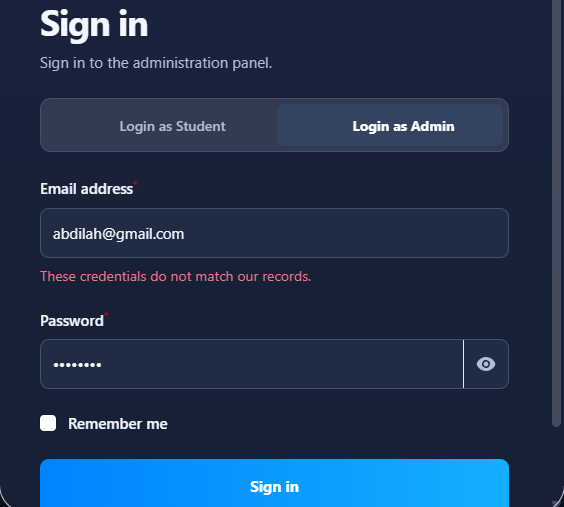 Sign in
Sign in to the administration panel.
Login as Student Login as Admin
Email address*
abdilah@gmail.com
These credentials do not match our records.
Password*
••••••••
Remember me
Sign in